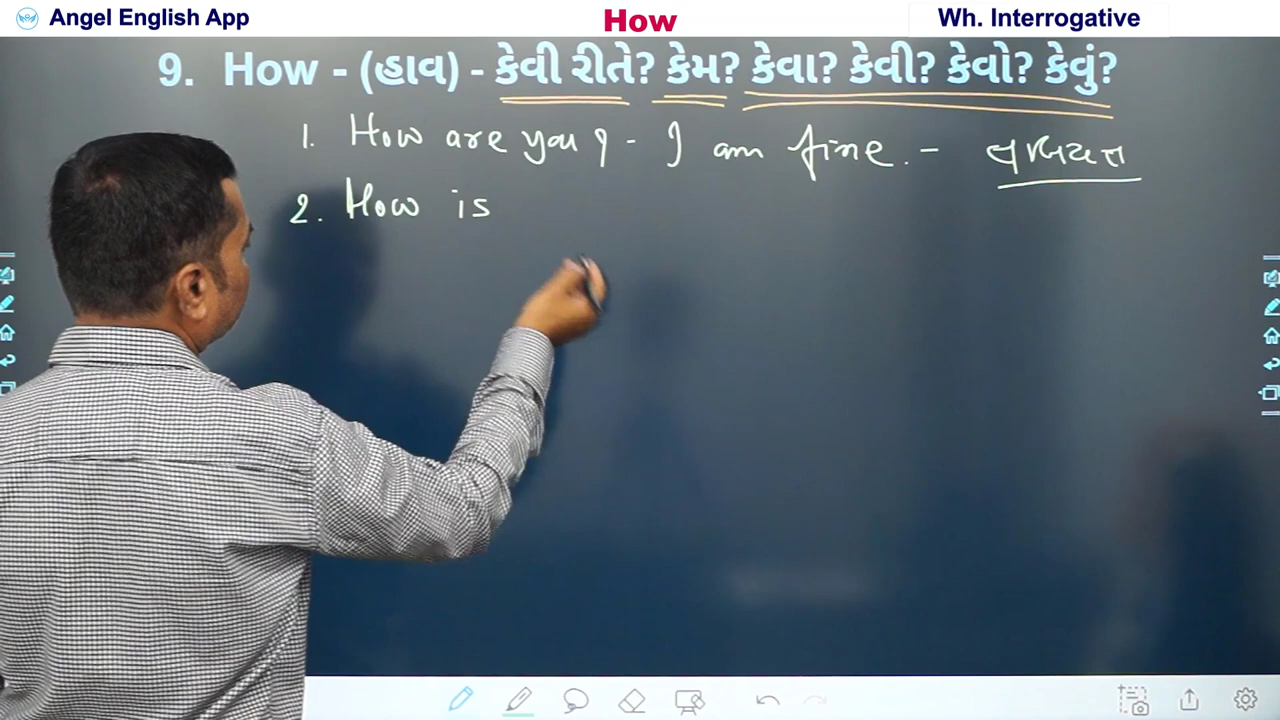 Angel English App
How
Wh. Interrogative
9. How - (હાવ) - કેવી રીતે? કેમ? કેવા? કેવી? કેવો? કેવું?
1. How are you? - I am fine. - તબિયત
2. How is